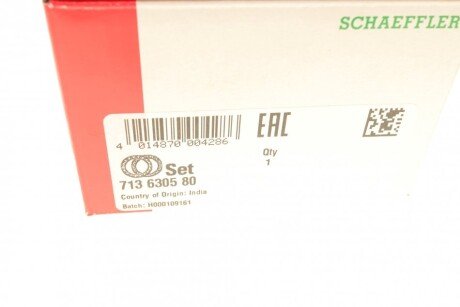 SCHAEFFLER
4 014870 004286
EAC
Set
Qty
1
713 6305 80
Country of Origin: India
Batch: H000109161